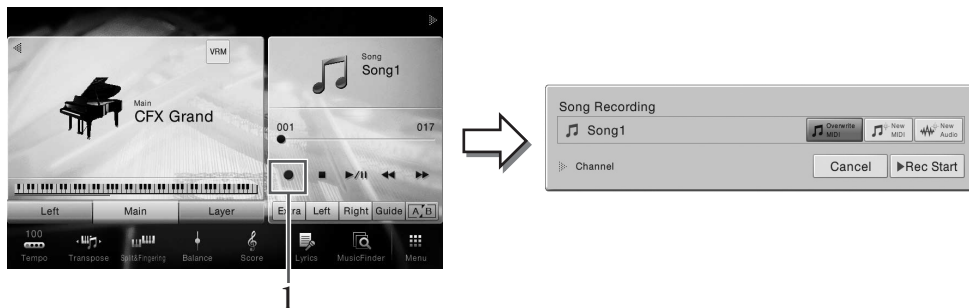 VRM
Main
CFX Grand
Song
Song1
001 017
Left Main Layer
Extra Left Right Guide A B
100
Tempo Transpose Split&Fingering Balance Score Lyrics MusicFinder Menu
1
Song Recording
Song1
Overwrite
MIDI
New
MIDI
New
Audio
Channel
Cancel Rec Start